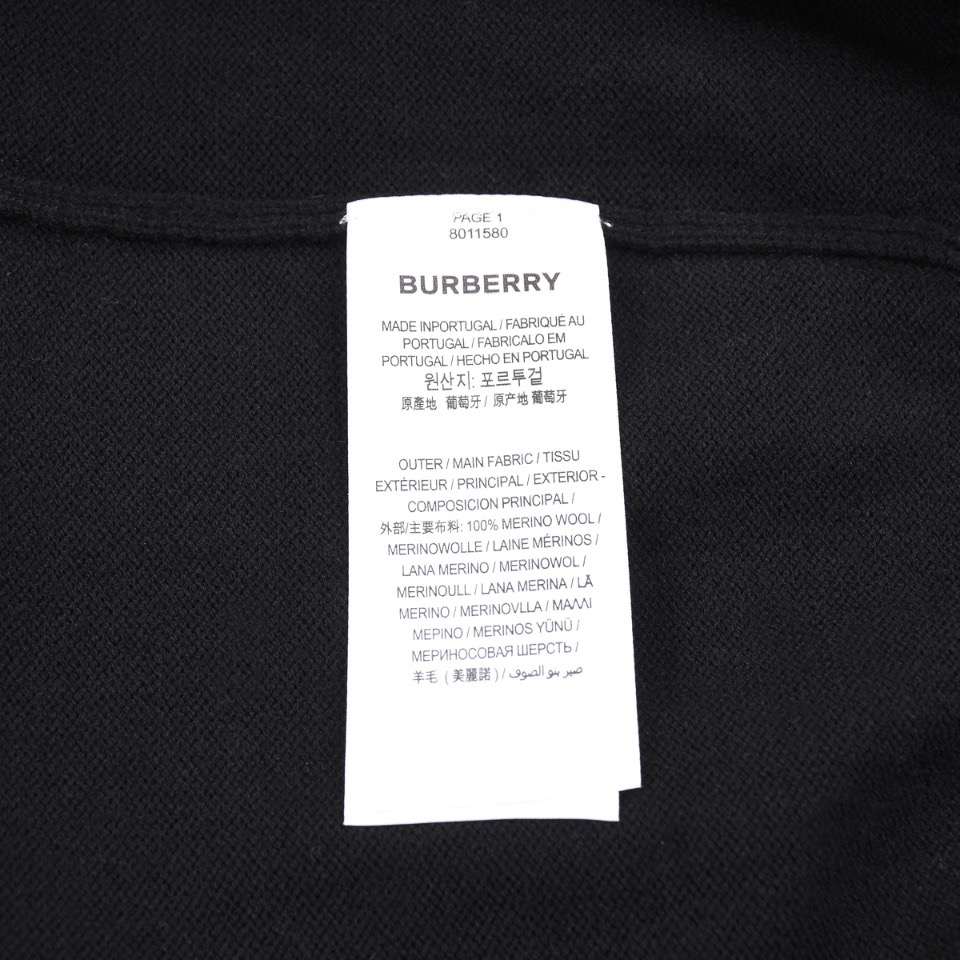 PAGE 1
8011580
BURBERRY
MADE INPORTUGAL / FABRIQUÉ AU
PORTUGAL / FABRICALO EM
PORTUGAL / HECHO EN PORTUGAL
원산지: 포르투겉
原產地 葡萄牙 / 原产地 葡萄牙
OUTER / MAIN FABRIC / TISSU
EXTÉRIEUR / PRINCIPAL / EXTERIOR -
COMPOSICION PRINCIPAL /
外部/主要布料: 100% MERINO WOOL /
MERINOWOLLE / LAINE MÉRINOS /
LANA MERINO / MERINOWOL /
MERINOULL / LANA MERINA / LÃ
MERINO / MERINOVLLA / ΜΑΛΛΙ
ΜΕΡΙΝΟ / MERINOS YÜNÜ /
МЕРИНОСОВАЯ ШЕРСТЬ /
羊毛 ( 美麗諾 ) / صير بنو الصوف